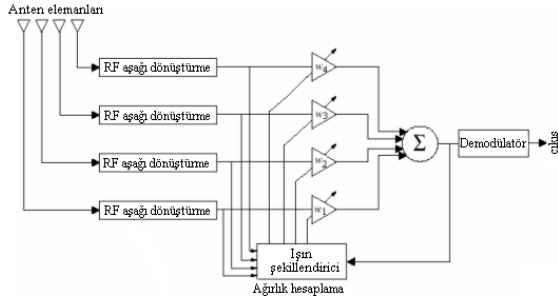 Anten elemanları
RF aşağı dönüştürme
w4
RF aşağı dönüştürme
w3
RF aşağı dönüştürme
w2
RF aşağı dönüştürme
w1
Σ
Demodülatör
çıkış
Işın
şekillendirici
Ağırlık hesaplama